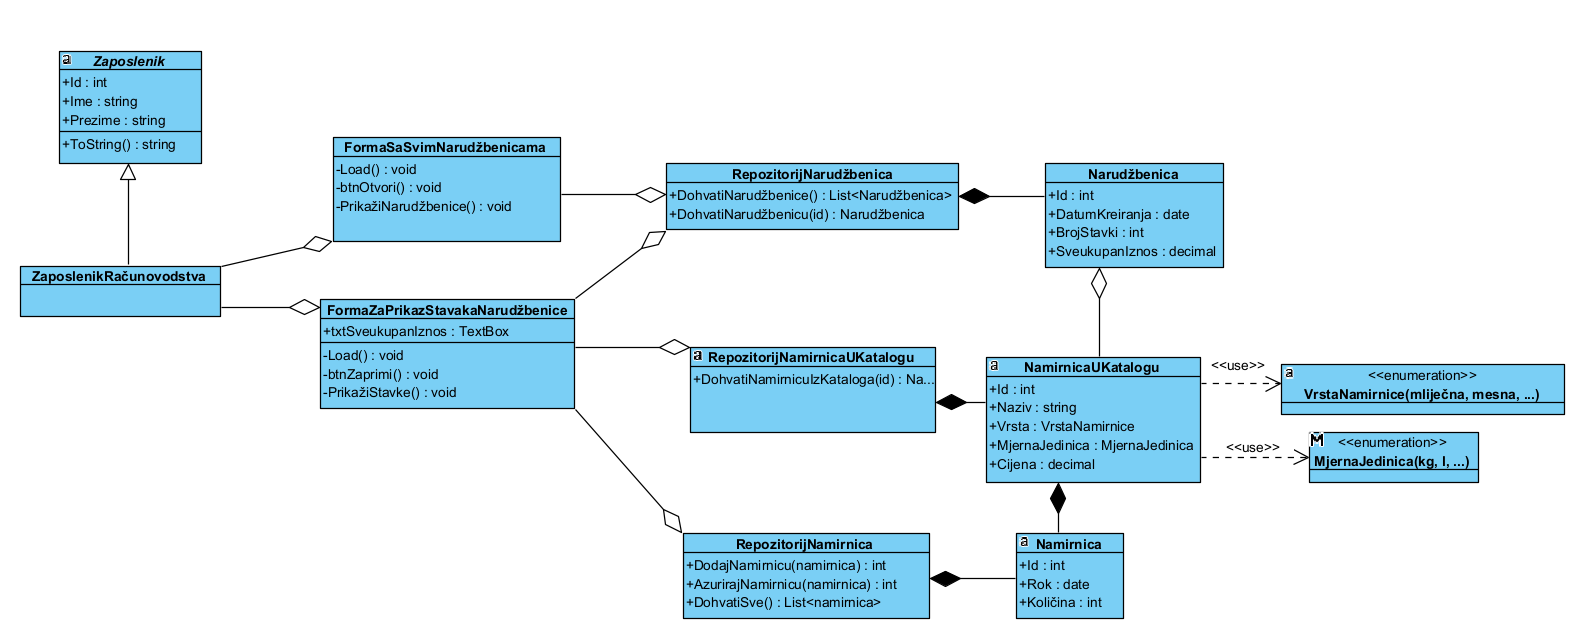 a
Zaposlenik
+Id : int
+Ime : string
+Prezime : string
+ToString() : string
ZaposlenikRačunovodstva
FormaSaSvimNarudžbenicama
-Load() : void
-btnOtvori() : void
-PrikažiNarudžbenice() : void
FormaZaPrikazStavakaNarudžbenice
+txtSveukupanIznos : TextBox
-Load() : void
-btnZaprimi() : void
-PrikažiStavke() : void
RepozitorijNarudžbenica
+DohvatiNarudžbenice() : List<Narudžbenica>
+DohvatiNarudžbenicu(id) : Narudžbenica
a
RepozitorijNamirnicaUKatalogu
+DohvatiNamirnicuIzKataloga(id) : Na...
RepozitorijNamirnica
+DodajNamirnicu(namirnica) : int
+AzurirajNamirnicu(namirnica) : int
+DohvatiSve() : List<namirnica>
Narudžbenica
+Id : int
+DatumKreiranja : date
+BrojStavki : int
+SveukupanIznos : decimal
a
NamirnicaUKatalogu
+Id : int
+Naziv : string
+Vrsta : VrstaNamirnice
+MjernaJedinica : MjernaJedinica
+Cijena : decimal
a
Namirnica
+Id : int
+Rok : date
+Količina : int
<<use>>
<<use>>
a
<<enumeration>>
VrstaNamirnice(mliječna, mesna, ...)
M
<<enumeration>>
MjernaJedinica(kg, l, ...)